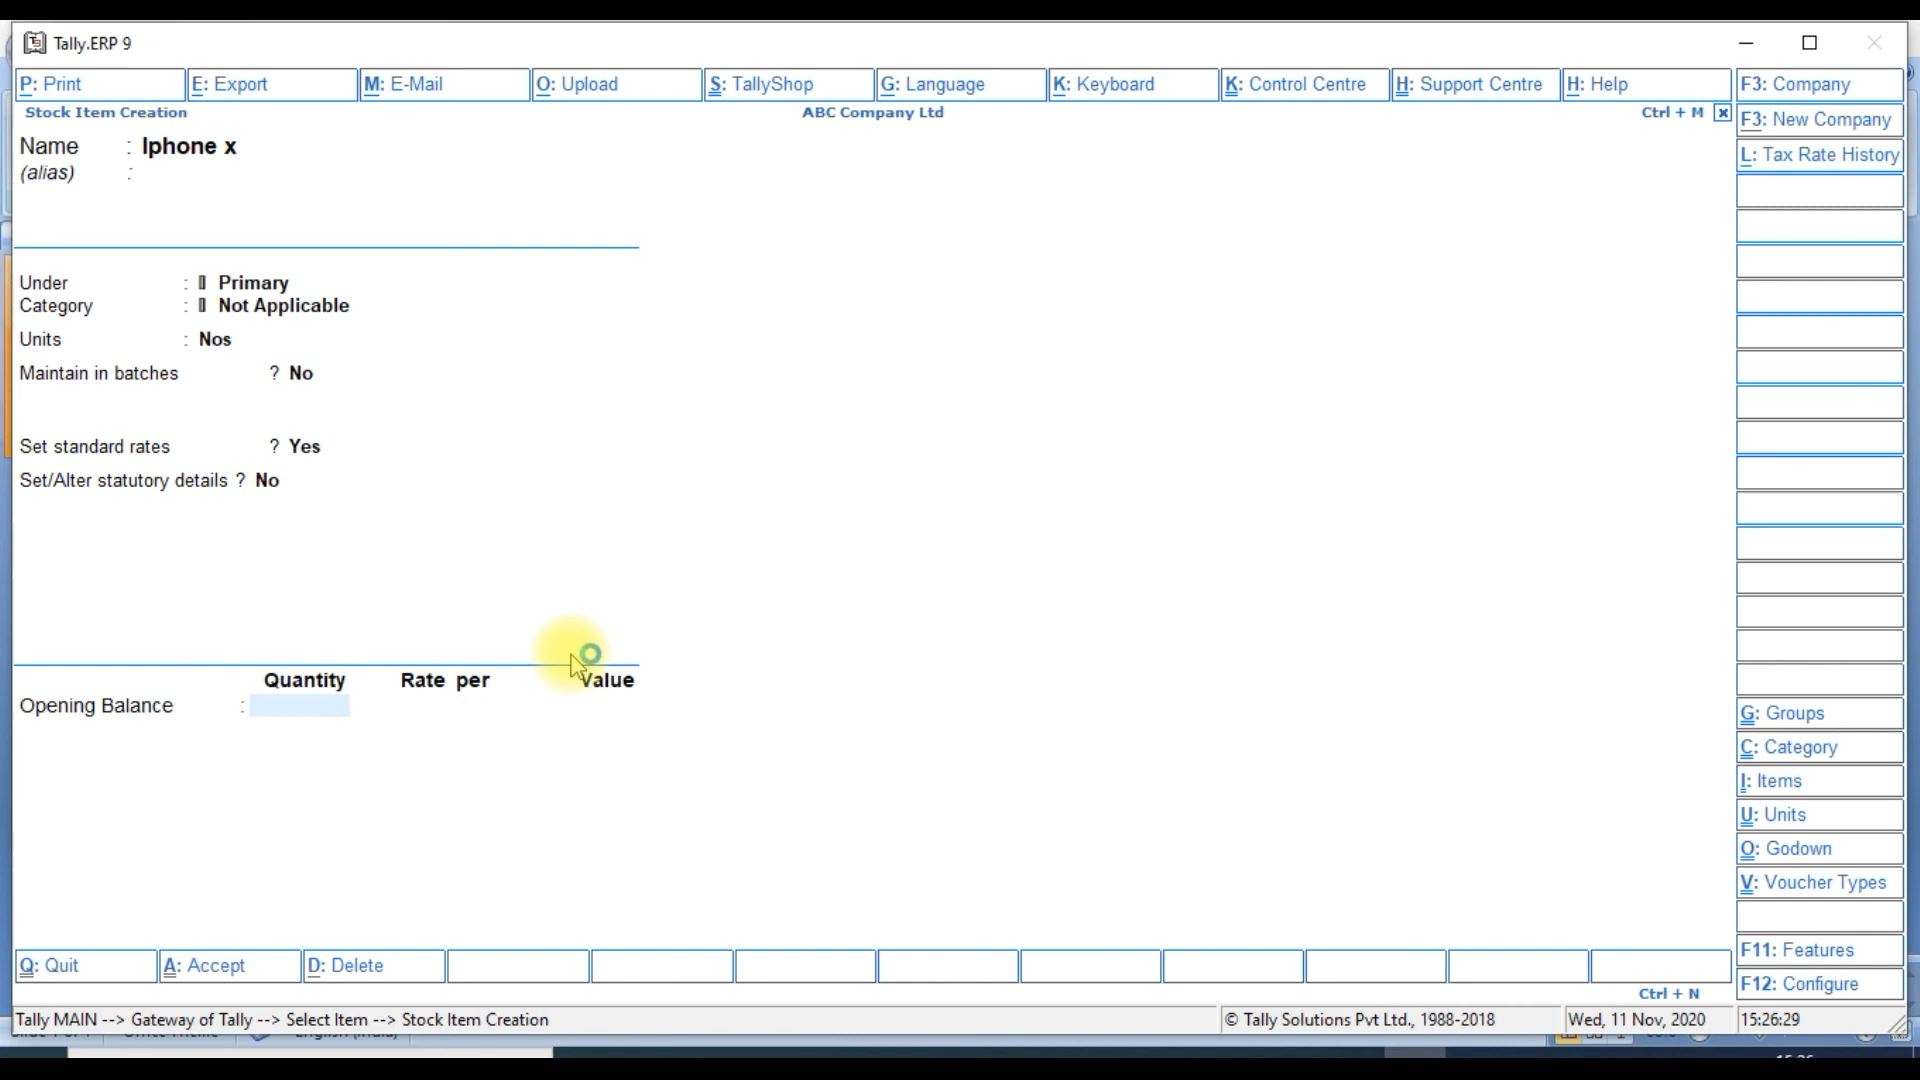 Tally.ERP 9
P: Print E: Export M: E-Mail O: Upload S: TallyShop G: Language K: Keyboard K: Control Centre H: Support Centre H: Help F3: Company
Stock Item Creation ABC Company Ltd Ctrl + M
F3: New Company
Name : Iphone x
L: Tax Rate History
(alias) :
Under : Primary
Category : Not Applicable
Units : Nos
Maintain in batches ? No
Set standard rates ? Yes
Set/Alter statutory details ? No
Quantity Rate per Value
Opening Balance :
G: Groups
C: Category
I: Items
U: Units
O: Godown
V: Voucher Types
F11: Features
Q: Quit A: Accept D: Delete
F12: Configure
Ctrl + N
Tally MAIN --> Gateway of Tally --> Select Item --> Stock Item Creation © Tally Solutions Pvt Ltd., 1988-2018 Wed, 11 Nov, 2020 15:26:29